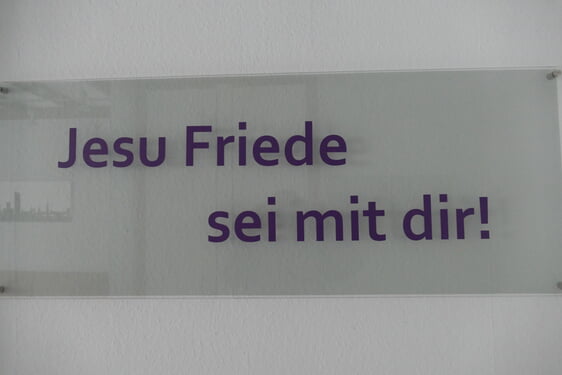 Jesu Friede
sei mit dir!